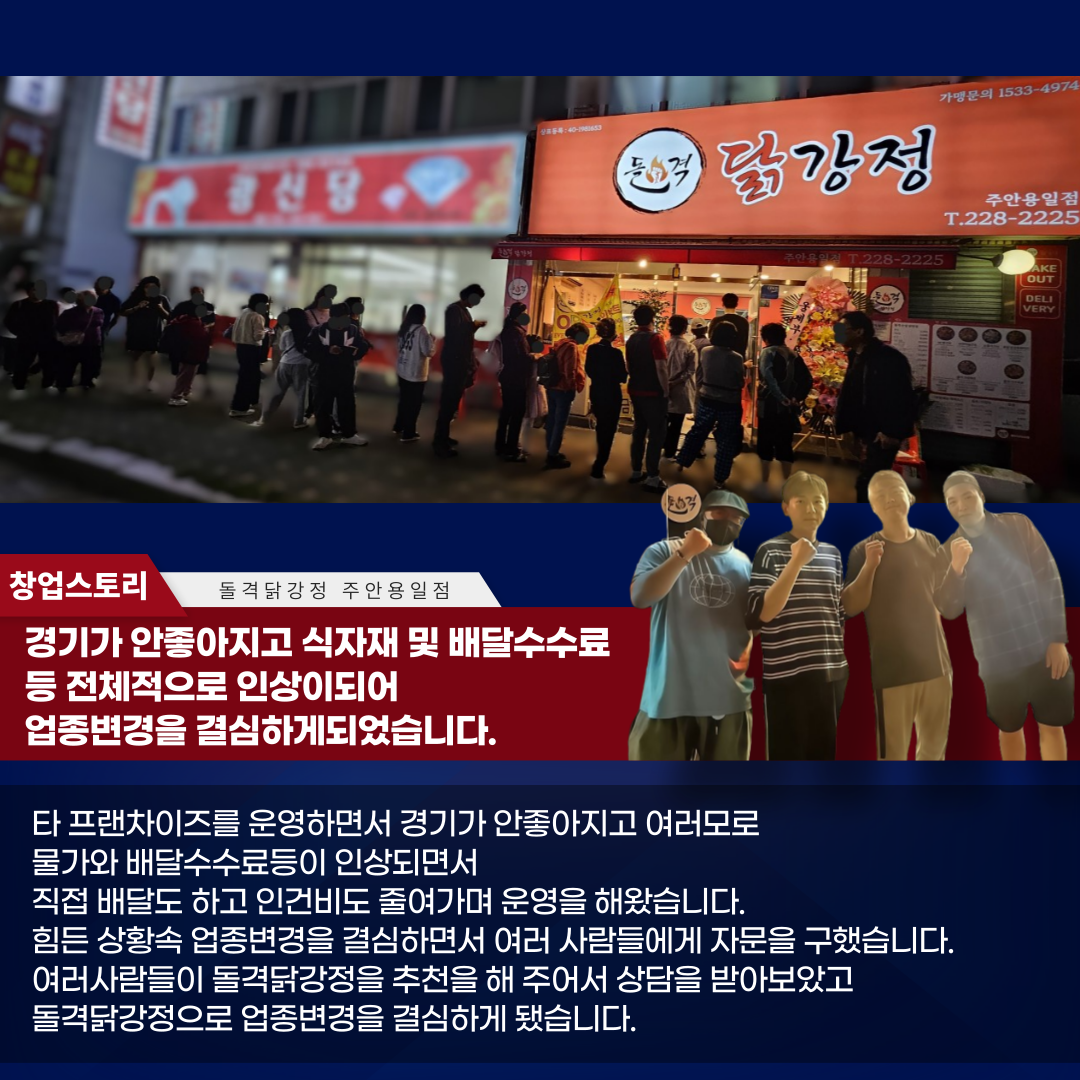 가맹문의 1533-4974
돌격 닭강정
주안용일점
T.228-2225
광신당
주안용일점 T.228-2225
TAKE
OUT
DELI
VERY
돌격
돌격
창업스토리
돌격닭강정 주안용일점
경기가 안좋아지고 식자재 및 배달수수료
등 전체적으로 인상이되어
업종변경을 결심하게되었습니다.
타 프랜차이즈를 운영하면서 경기가 안좋아지고 여러모로
물가와 배달수수료등이 인상되면서
직접 배달도 하고 인건비도 줄여가며 운영을 해왔습니다.
힘든 상황속 업종변경을 결심하면서 여러 사람들에게 자문을 구했습니다.
여러사람들이 돌격닭강정을 추천을 해 주어서 상담을 받아보았고
돌격닭강정으로 업종변경을 결심하게 됐습니다.